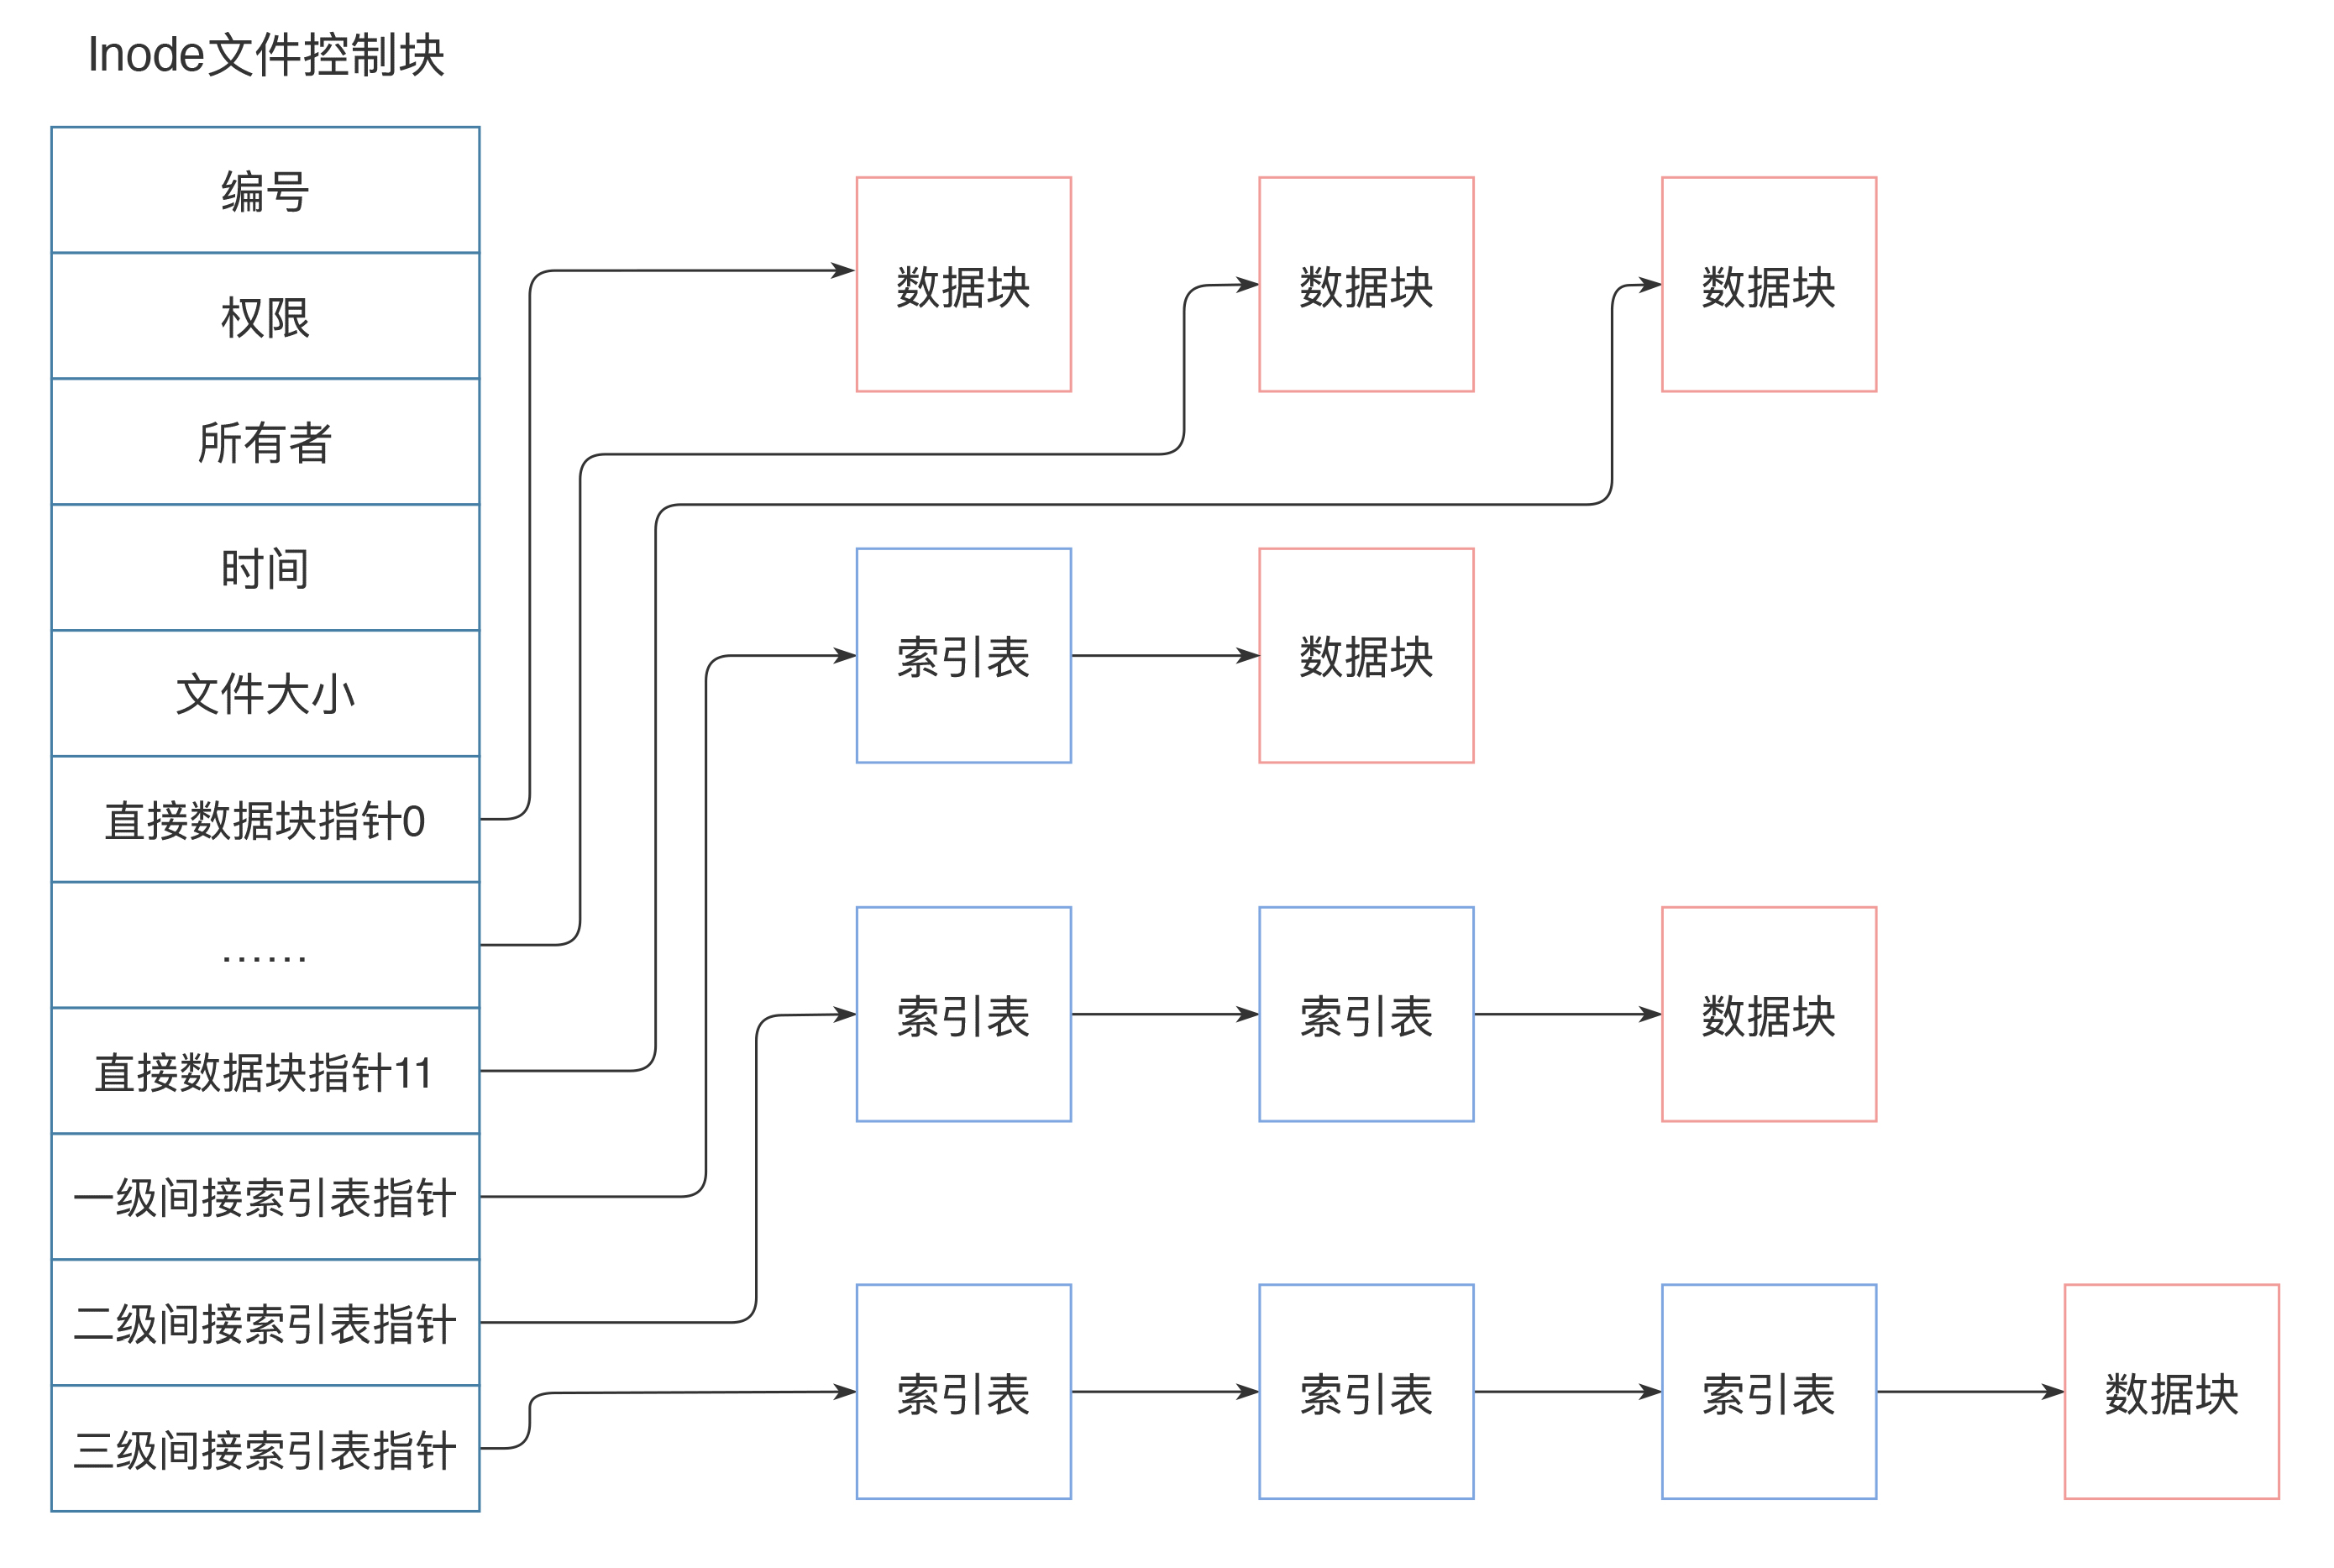 Inode文件控制块
编号
权限
所有者
时间
文件大小
直接数据块指针0
……
直接数据块指针11
一级间接索引表指针
二级间接索引表指针
三级间接索引表指针
数据块
数据块
数据块
索引表
数据块
索引表
索引表
数据块
索引表
索引表
索引表
数据块